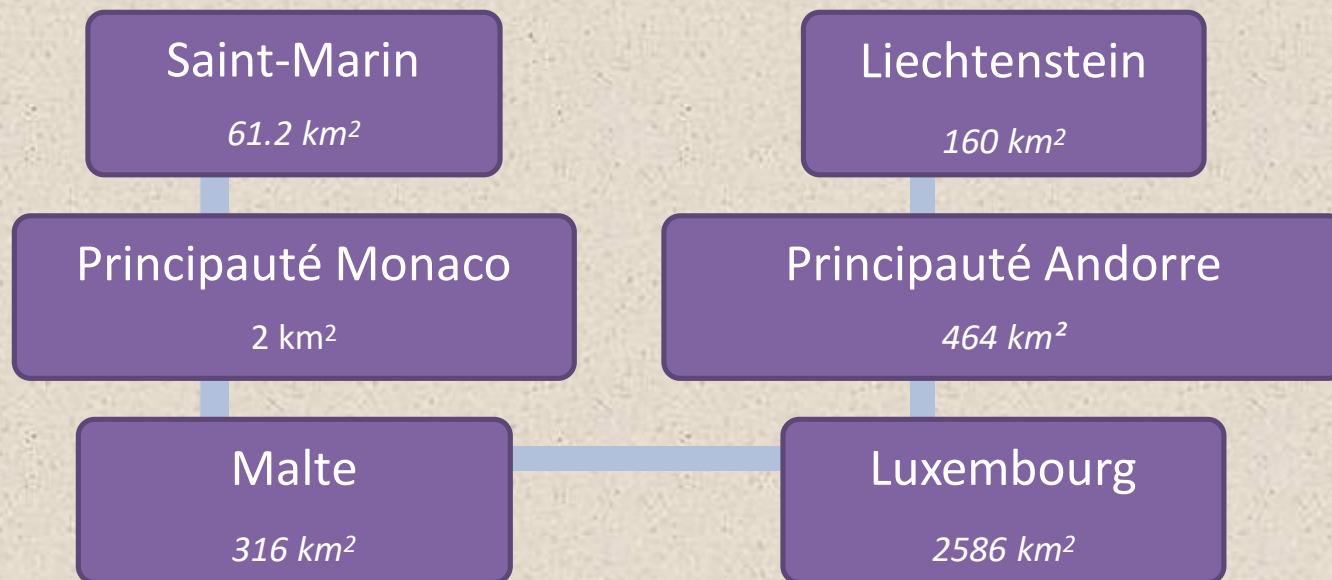 Saint-Marin
61.2 km²
Liechtenstein
160 km²
Principauté Monaco
2 km²
Principauté Andorre
464 km²
Malte
316 km²
Luxembourg
2586 km²